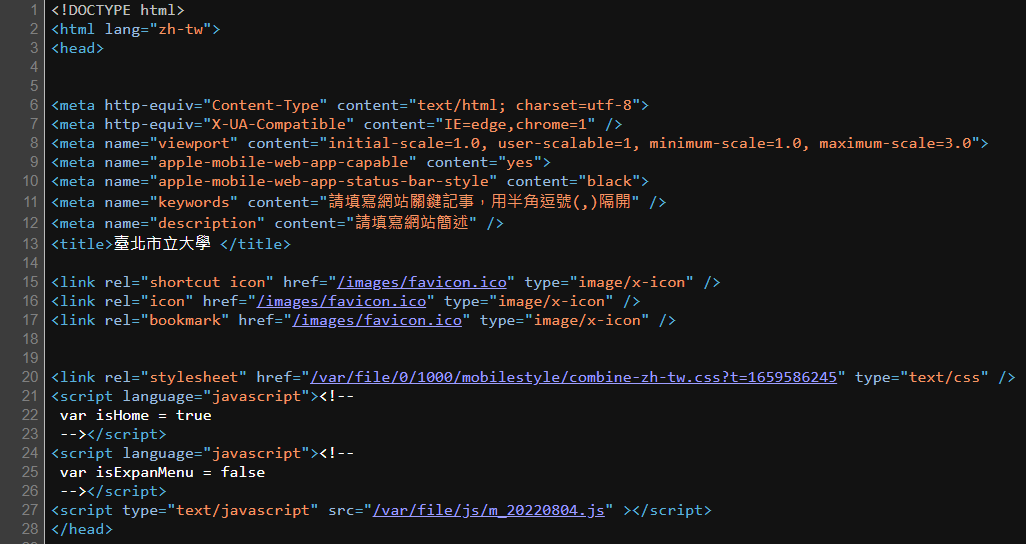 1 <!DOCTYPE html>
2 <html lang="zh-tw">
3 <head>
4
5
6 <meta http-equiv="Content-Type" content="text/html; charset=utf-8">
7 <meta http-equiv="X-UA-Compatible" content="IE=edge,chrome=1" />
8 <meta name="viewport" content="initial-scale=1.0, user-scalable=1, minimum-scale=1.0, maximum-scale=3.0">
9 <meta name="apple-mobile-web-app-capable" content="yes">
10 <meta name="apple-mobile-web-app-status-bar-style" content="black">
11 <meta name="keywords" content="請填寫網站關鍵記事，用半角逗號(,)隔開" />
12 <meta name="description" content="請填寫網站簡述" />
13 <title>臺北市立大學 </title>
14
15 <link rel="shortcut icon" href="/images/favicon.ico" type="image/x-icon" />
16 <link rel="icon" href="/images/favicon.ico" type="image/x-icon" />
17 <link rel="bookmark" href="/images/favicon.ico" type="image/x-icon" />
18
19
20 <link rel="stylesheet" href="/var/file/0/1000/mobilestyle/combine-zh-tw.css?t=1659586245" type="text/css" />
21 <script language="javascript"><!--
22  var isHome = true
23  --></script>
24 <script language="javascript"><!--
25  var isExpanMenu = false
26  --></script>
27 <script type="text/javascript" src="/var/file/js/m_20220804.js" ></script>
28 </head>